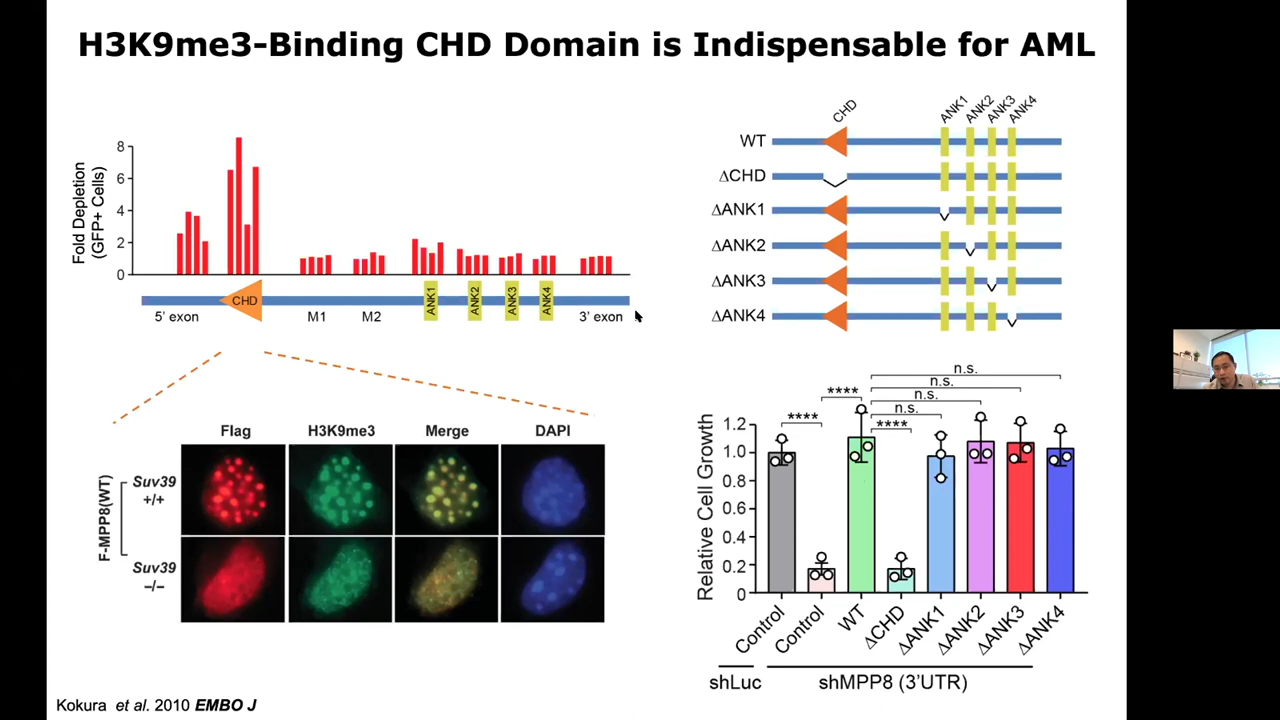 H3K9me3-Binding CHD Domain is Indispensable for AML
Fold Depletion
(GFP+ Cells)
8
6
4
2
0
CHD
ANK1
ANK2
ANK3
ANK4
5' exon
M1
M2
3' exon
CHD
ANK1
ANK2
ANK3
ANK4
WT
ΔCHD
ΔANK1
ΔANK2
ΔANK3
ΔANK4
Flag
H3K9me3
Merge
DAPI
F-MPP8(WT)
Suv39
+/+
Suv39
–/–
Relative Cell Growth
1.2
1.0
0.8
0.6
0.4
0.2
0
****
****
****
n.s.
n.s.
n.s.
n.s.
Control
Control
WT
ΔCHD
ΔANK1
ΔANK2
ΔANK3
ΔANK4
shLuc
shMPP8 (3'UTR)
Kokura et al. 2010 EMBO J